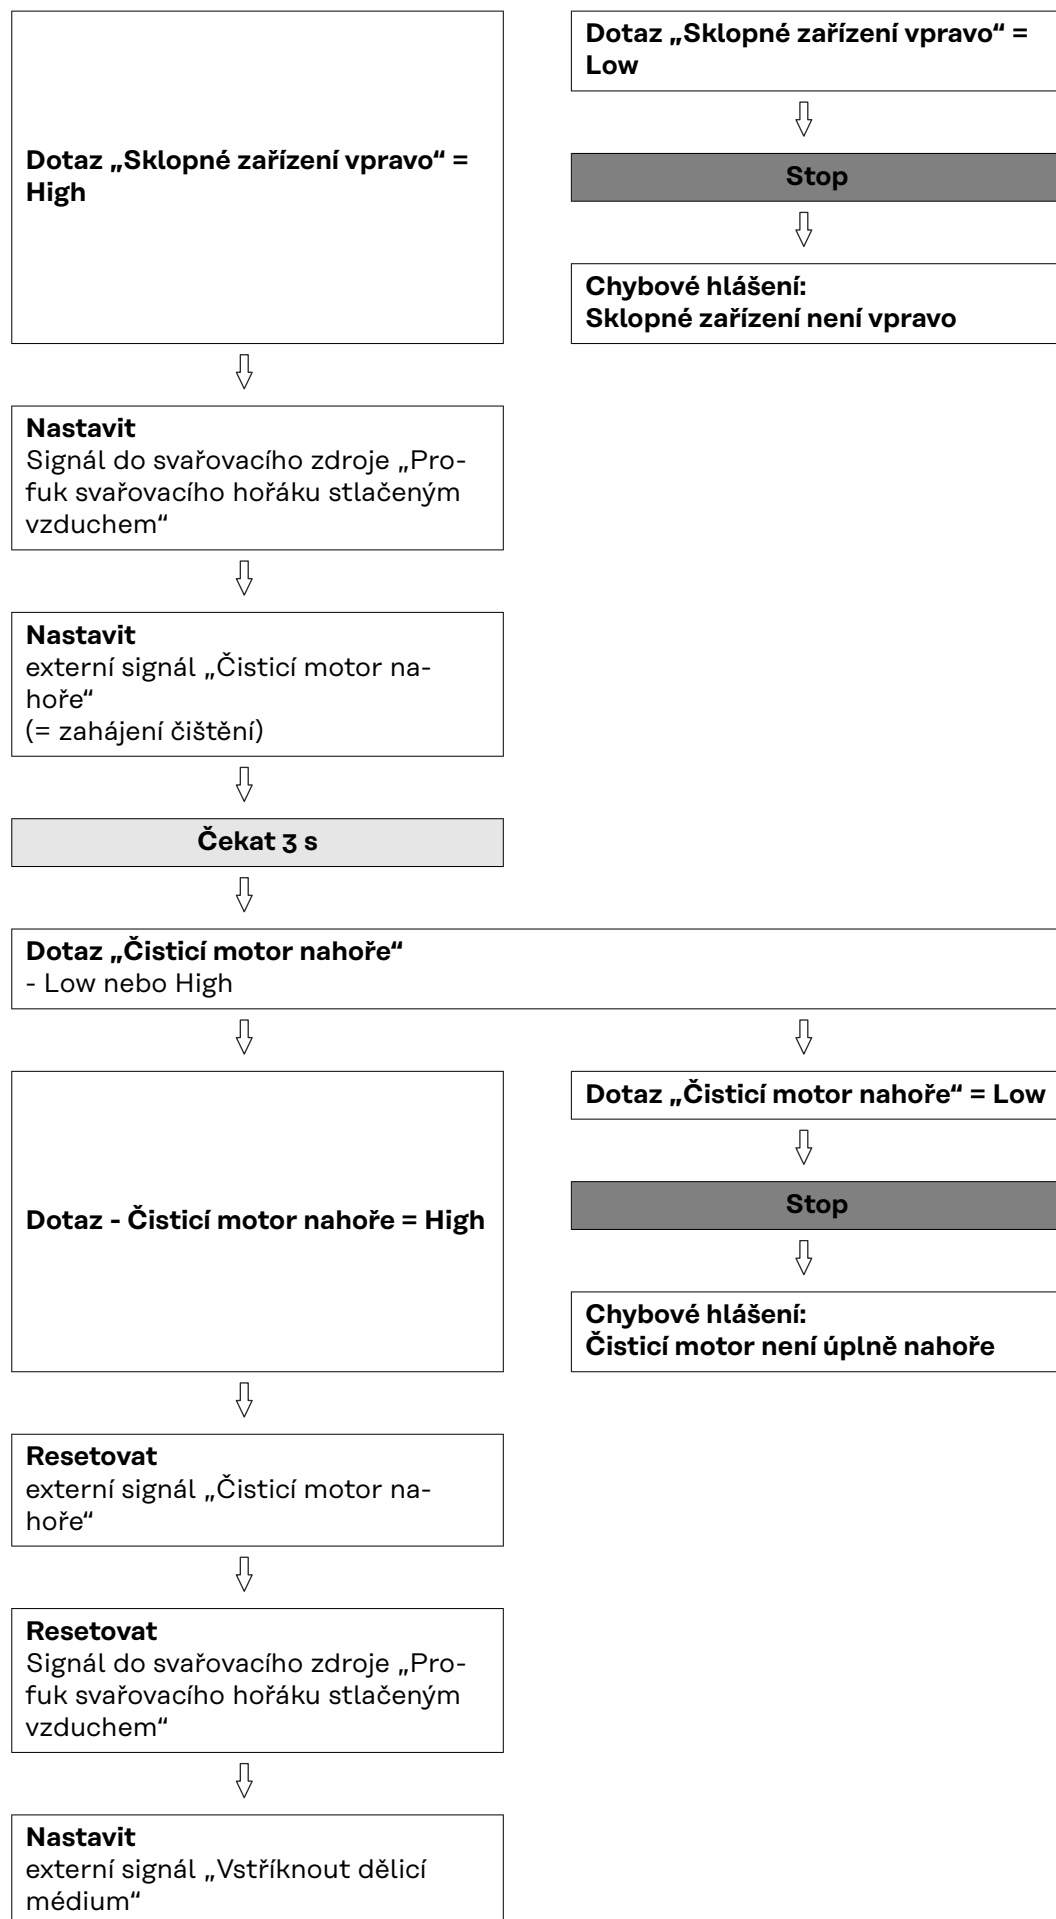 Dotaz „Sklopné zařízení vpravo“ =
High
Dotaz „Sklopné zařízení vpravo“ =
Low
Stop
Chybové hlášení:
Sklopné zařízení není vpravo
Nastavit
Signál do svařovacího zdroje „Pro-
fuk svařovacího hořáku stlačeným
vzduchem“
Nastavit
externí signál „Čisticí motor na-
hoře“
(= zahájení čištění)
Čekat 3 s
Dotaz „Čisticí motor nahoře“
- Low nebo High
Dotaz - Čisticí motor nahoře = High
Dotaz „Čisticí motor nahoře“ = Low
Stop
Chybové hlášení:
Čisticí motor není úplně nahoře
Resetovat
externí signál „Čisticí motor na-
hoře“
Resetovat
Signál do svařovacího zdroje „Pro-
fuk svařovacího hořáku stlačeným
vzduchem“
Nastavit
externí signál „Vstříknout dělicí
médium“